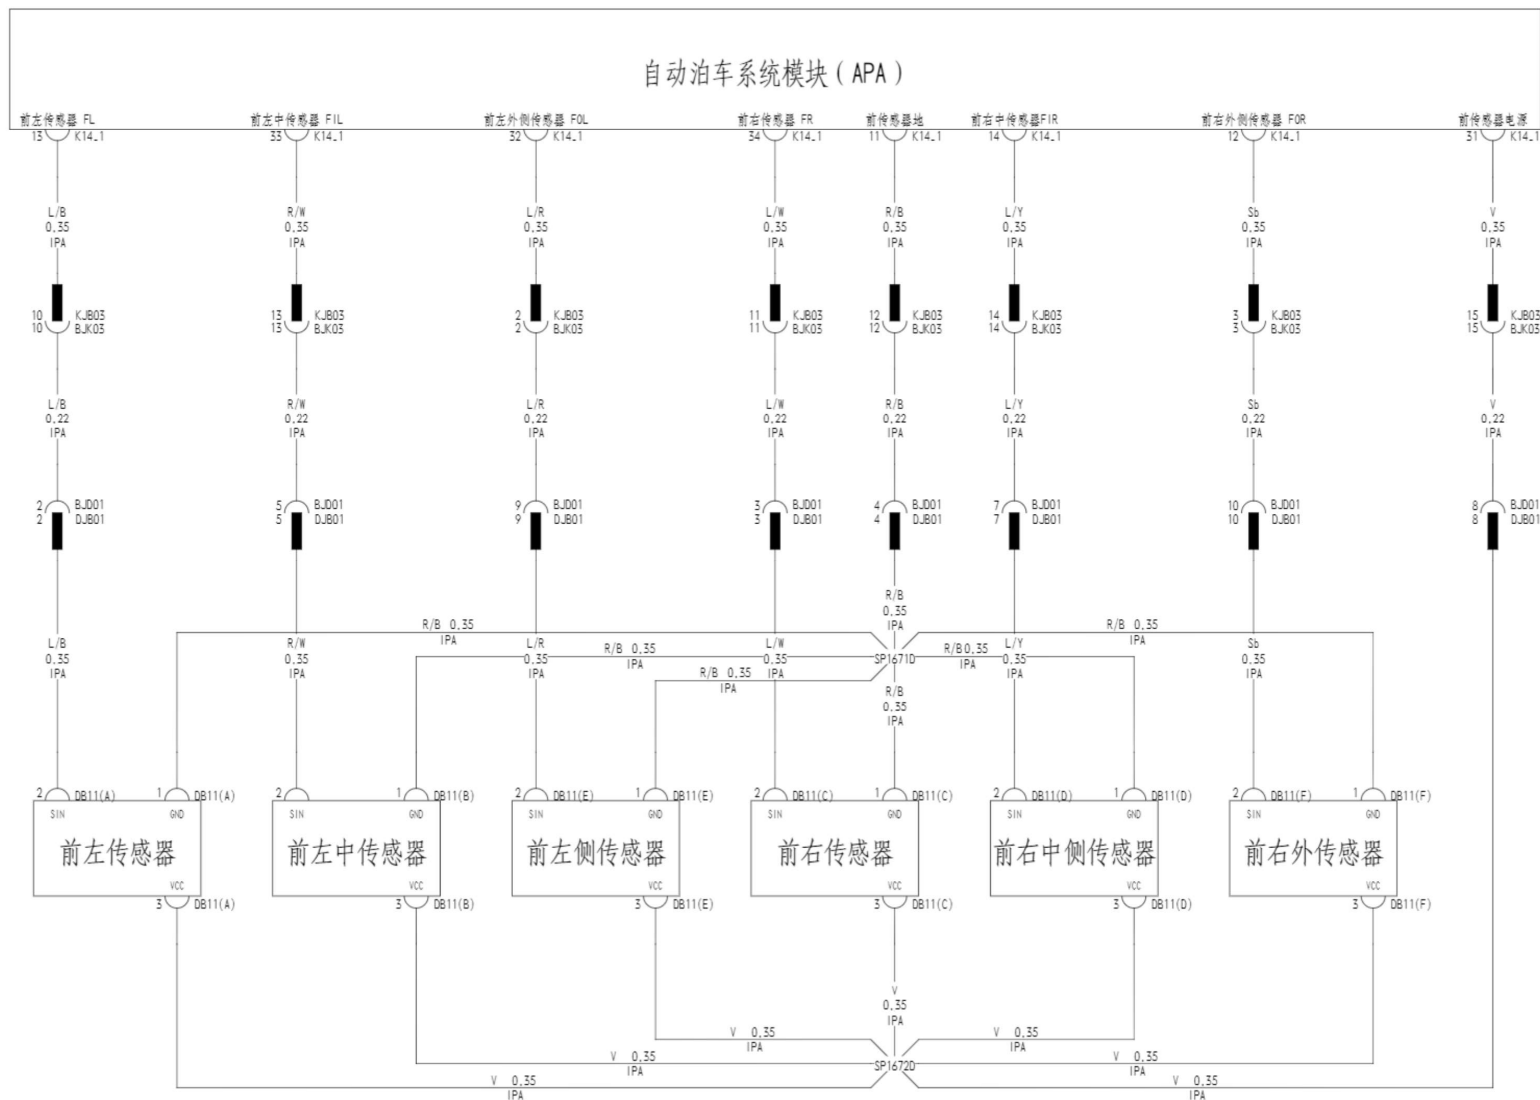 自动泊车系统模块（APA）
前左传感器 FL 前左中传感器 FIL 前左外侧传感器 FOL 前右传感器 FR 前传感器地 前右中传感器FIR 前右外侧传感器 FOR 前传感器电源
13 K14_1 33 K14_1 32 K14_1 34 K14_1 11 K14_1 14 K14_1 12 K14_1 31 K14_1
L/B R/W L/R L/W R/B L/Y Sb V
0.35 0.35 0.35 0.35 0.35 0.35 0.35 0.35
IPA IPA IPA IPA IPA IPA IPA IPA
10 KJB03 13 KJB03 2 KJB03 11 KJB03 12 KJB03 14 KJB03 3 KJB03 15 KJB03
10 BJK03 13 BJK03 2 BJK03 11 BJK03 12 BJK03 14 BJK03 3 BJK03 15 BJK03
L/B R/W L/R L/W R/B L/Y Sb V
0.22 0.22 0.22 0.22 0.22 0.22 0.22 0.22
IPA IPA IPA IPA IPA IPA IPA IPA
2 BJD01 5 BJD01 9 BJD01 3 BJD01 4 BJD01 7 BJD01 10 BJD01 8 BJD01
2 DJB01 5 DJB01 9 DJB01 3 DJB01 4 DJB01 7 DJB01 10 DJB01 8 DJB01
R/B
0.35
R/B 0.35 IPA R/B 0.35
IPA IPA
L/B R/W L/R R/B 0.35 L/W R/B0.35 L/Y Sb
0.35 0.35 0.35 IPA 0.35 SP1671D IPA 0.35 0.35
IPA IPA IPA R/B 0.35 IPA IPA IPA
IPA R/B
0.35
IPA
2 DB11(A) 1 DB11(A) 2 1 DB11(B) 2 DB11(E) 1 DB11(E) 2 DB11(C) 1 DB11(C) 2 DB11(D) 1 DB11(D) 2 DB11(F) 1 DB11(F)
SIN GND SIN GND SIN GND SIN GND SIN GND SIN GND
前左传感器 前左中传感器 前左侧传感器 前右传感器 前右中侧传感器 前右外传感器
VCC VCC VCC VCC VCC VCC
3 DB11(A) 3 DB11(B) 3 DB11(E) 3 DB11(C) 3 DB11(D) 3 DB11(F)
V
0.35
IPA
V 0.35 V 0.35
IPA IPA
V 0.35 SP1672D V 0.35
IPA IPA
V 0.35 V 0.35
IPA IPA